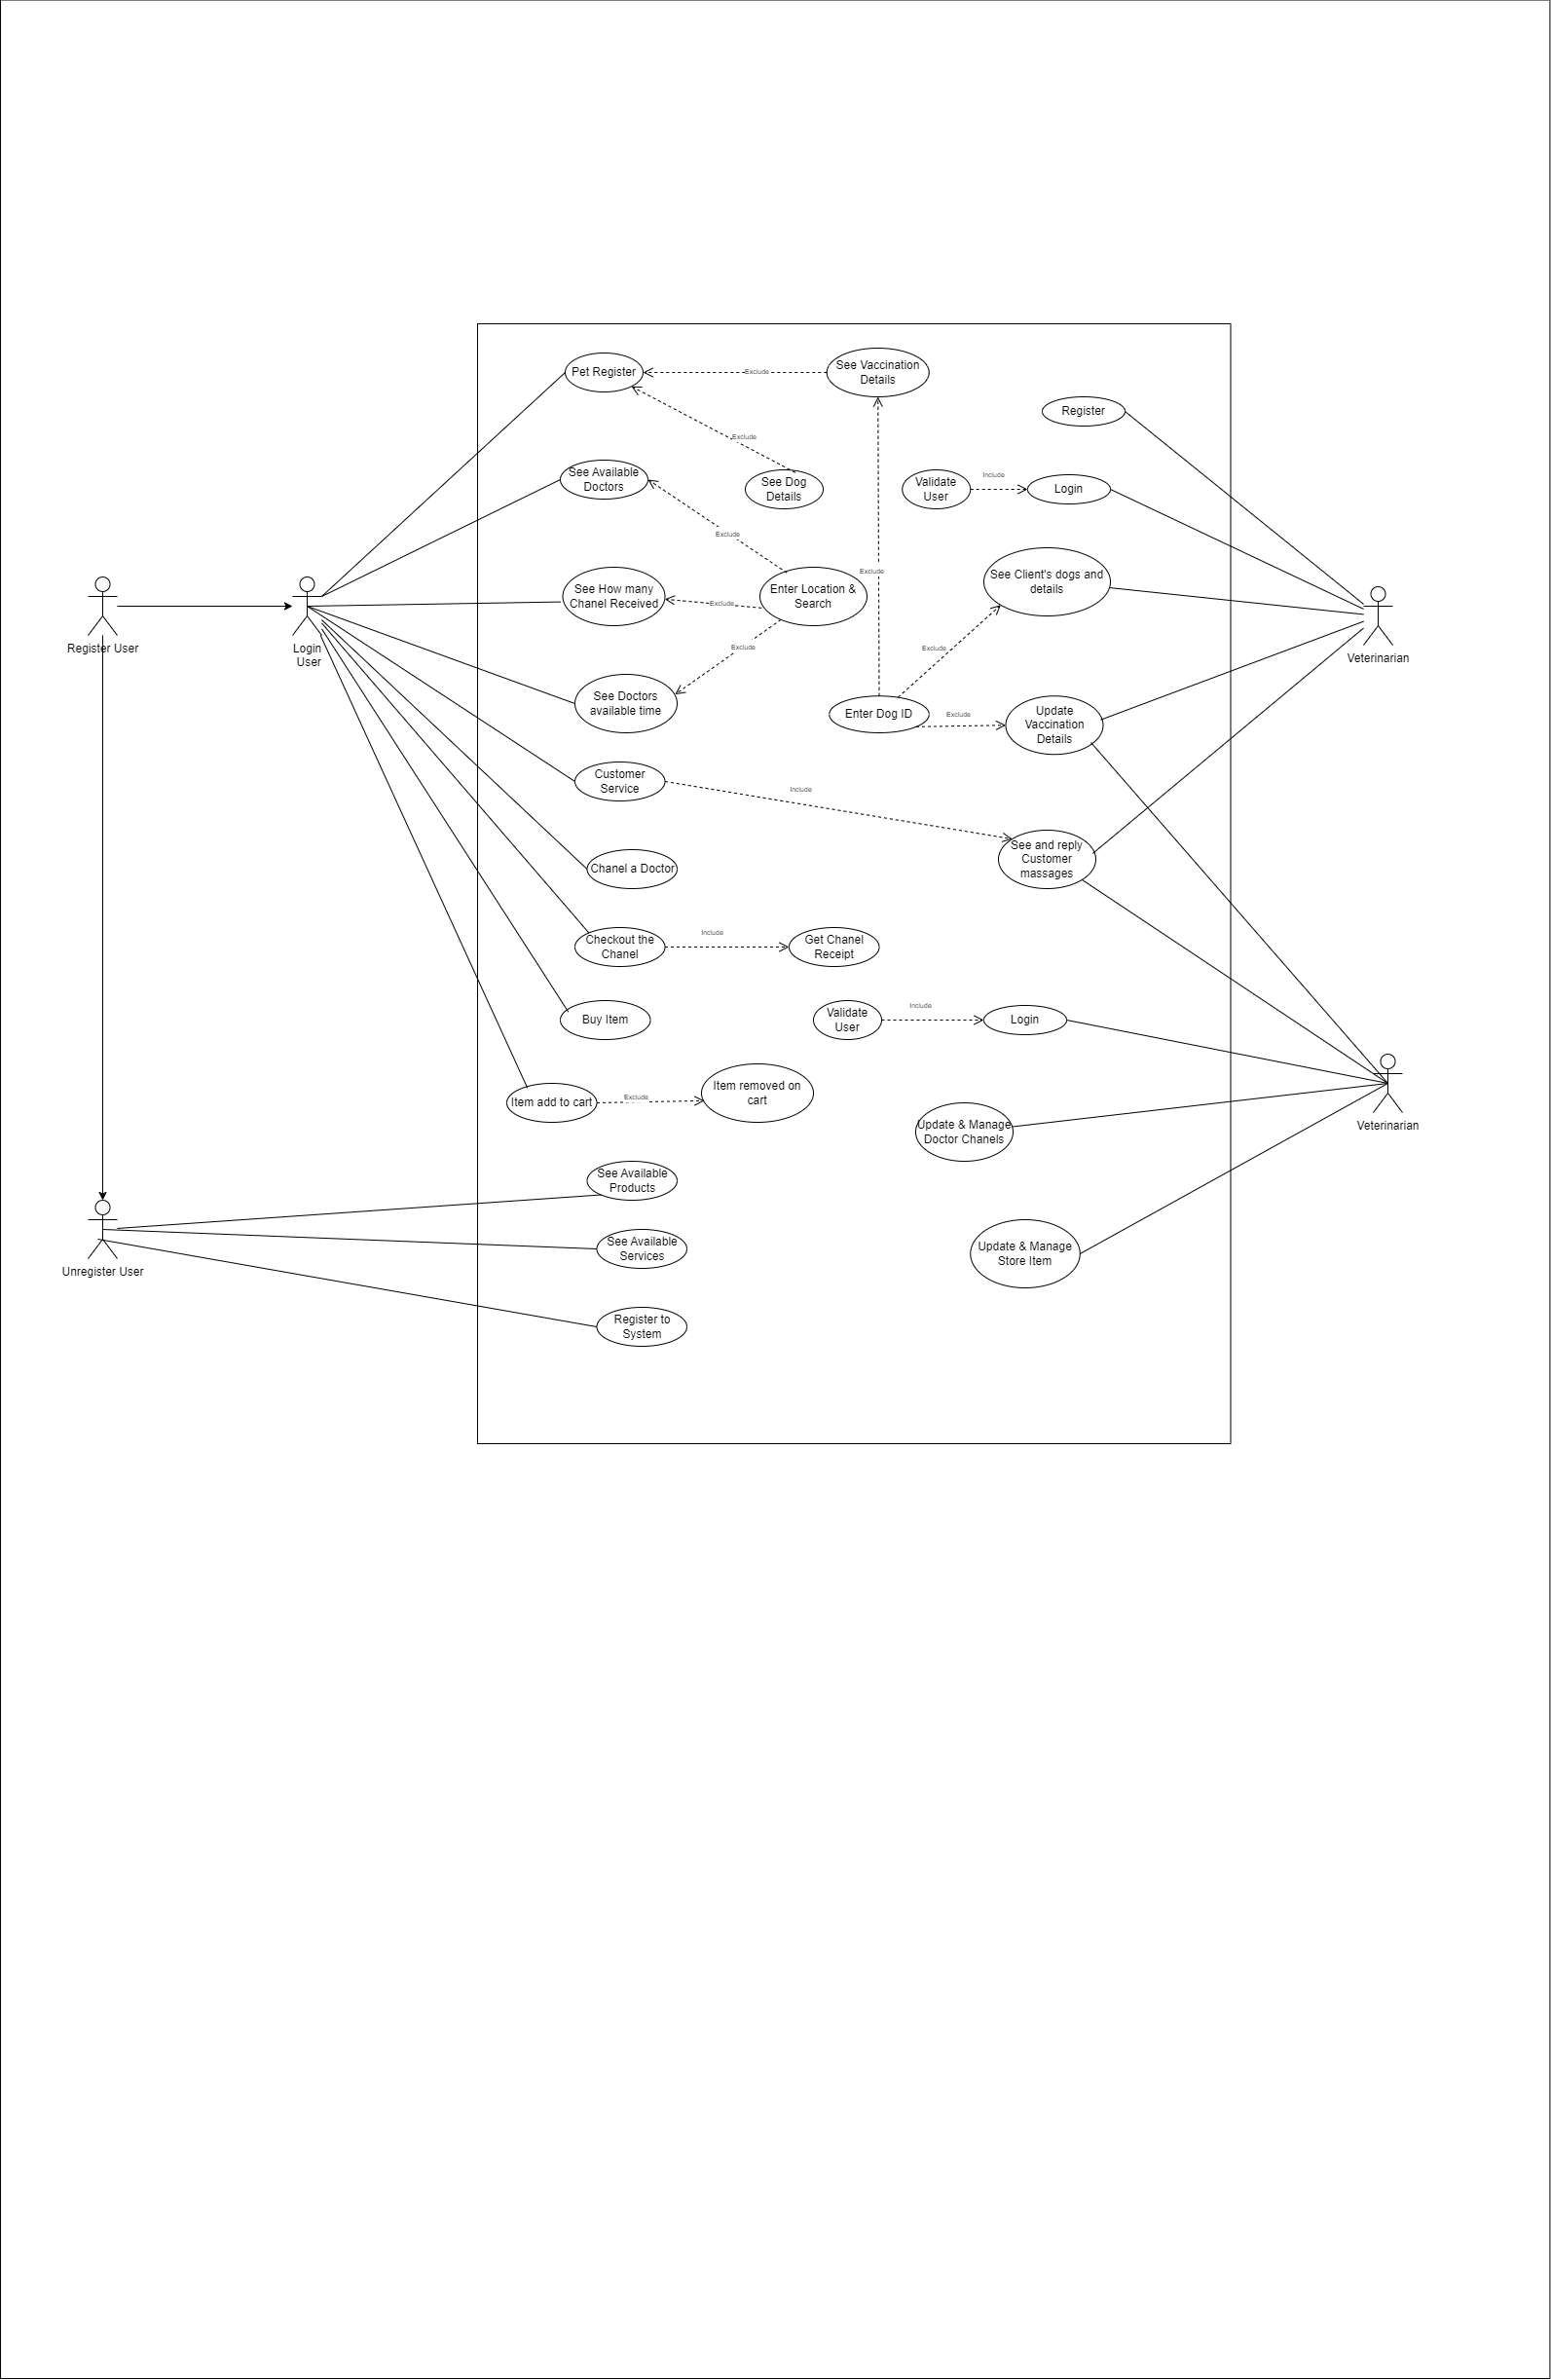 Pet Register
Exclude
See Vaccination
Details
Register
Exclude
See Available
Doctors
See Dog
Details
Validate
User
Include
Login
Exclude
Exclude
See Client's dogs and
details
See How many
Chanel Received
Exclude
Enter Location &
Search
Register User
Login
User
Exclude
Exclude
Veterinarian
See Doctors
available time
Enter Dog ID
Exclude
Update
Vaccination
Details
Customer
Service
Include
See and reply
Customer
massages
Chanel a Doctor
Checkout the
Chanel
Include
Get Chanel
Receipt
Buy Item
Validate
User
Include
Login
Item add to cart
Exclude
Item removed on
cart
Update & Manage
Doctor Chanels
Veterinarian
See Available
Products
See Available
Services
Update & Manage
Store Item
Unregister User
Register to
System